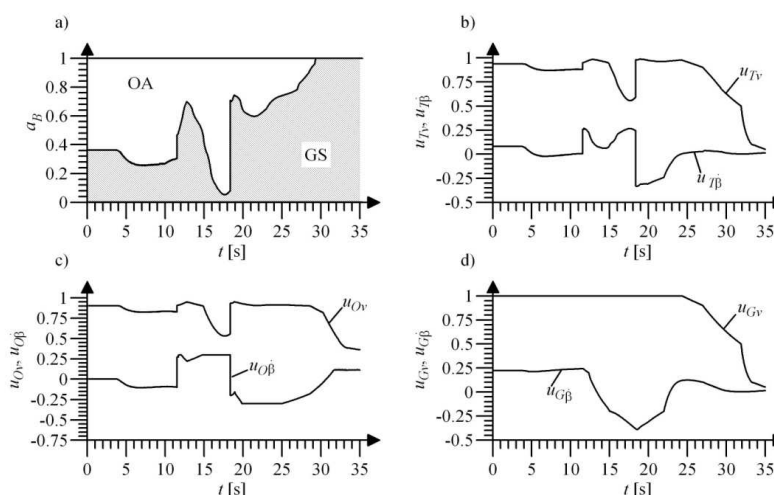 a)
1
0.8
0.6
0.4
0.2
0
a_B
OA
GS
0 5 10 15 20 25 30 35
t [s]
b)
1
0.75
0.5
0.25
0
-0.25
-0.5
u_Tv, u_Tβ̇
u_Tv
u_Tβ̇
0 5 10 15 20 25 30 35
t [s]
c)
1
0.75
0.5
0.25
0
-0.25
-0.5
-0.75
u_Ov, u_Oβ̇
u_Ov
u_Oβ̇
0 5 10 15 20 25 30 35
t [s]
d)
1
0.75
0.5
0.25
0
-0.25
-0.5
u_Gv, u_Gβ̇
u_Gv
u_Gβ̇
0 5 10 15 20 25 30 35
t [s]